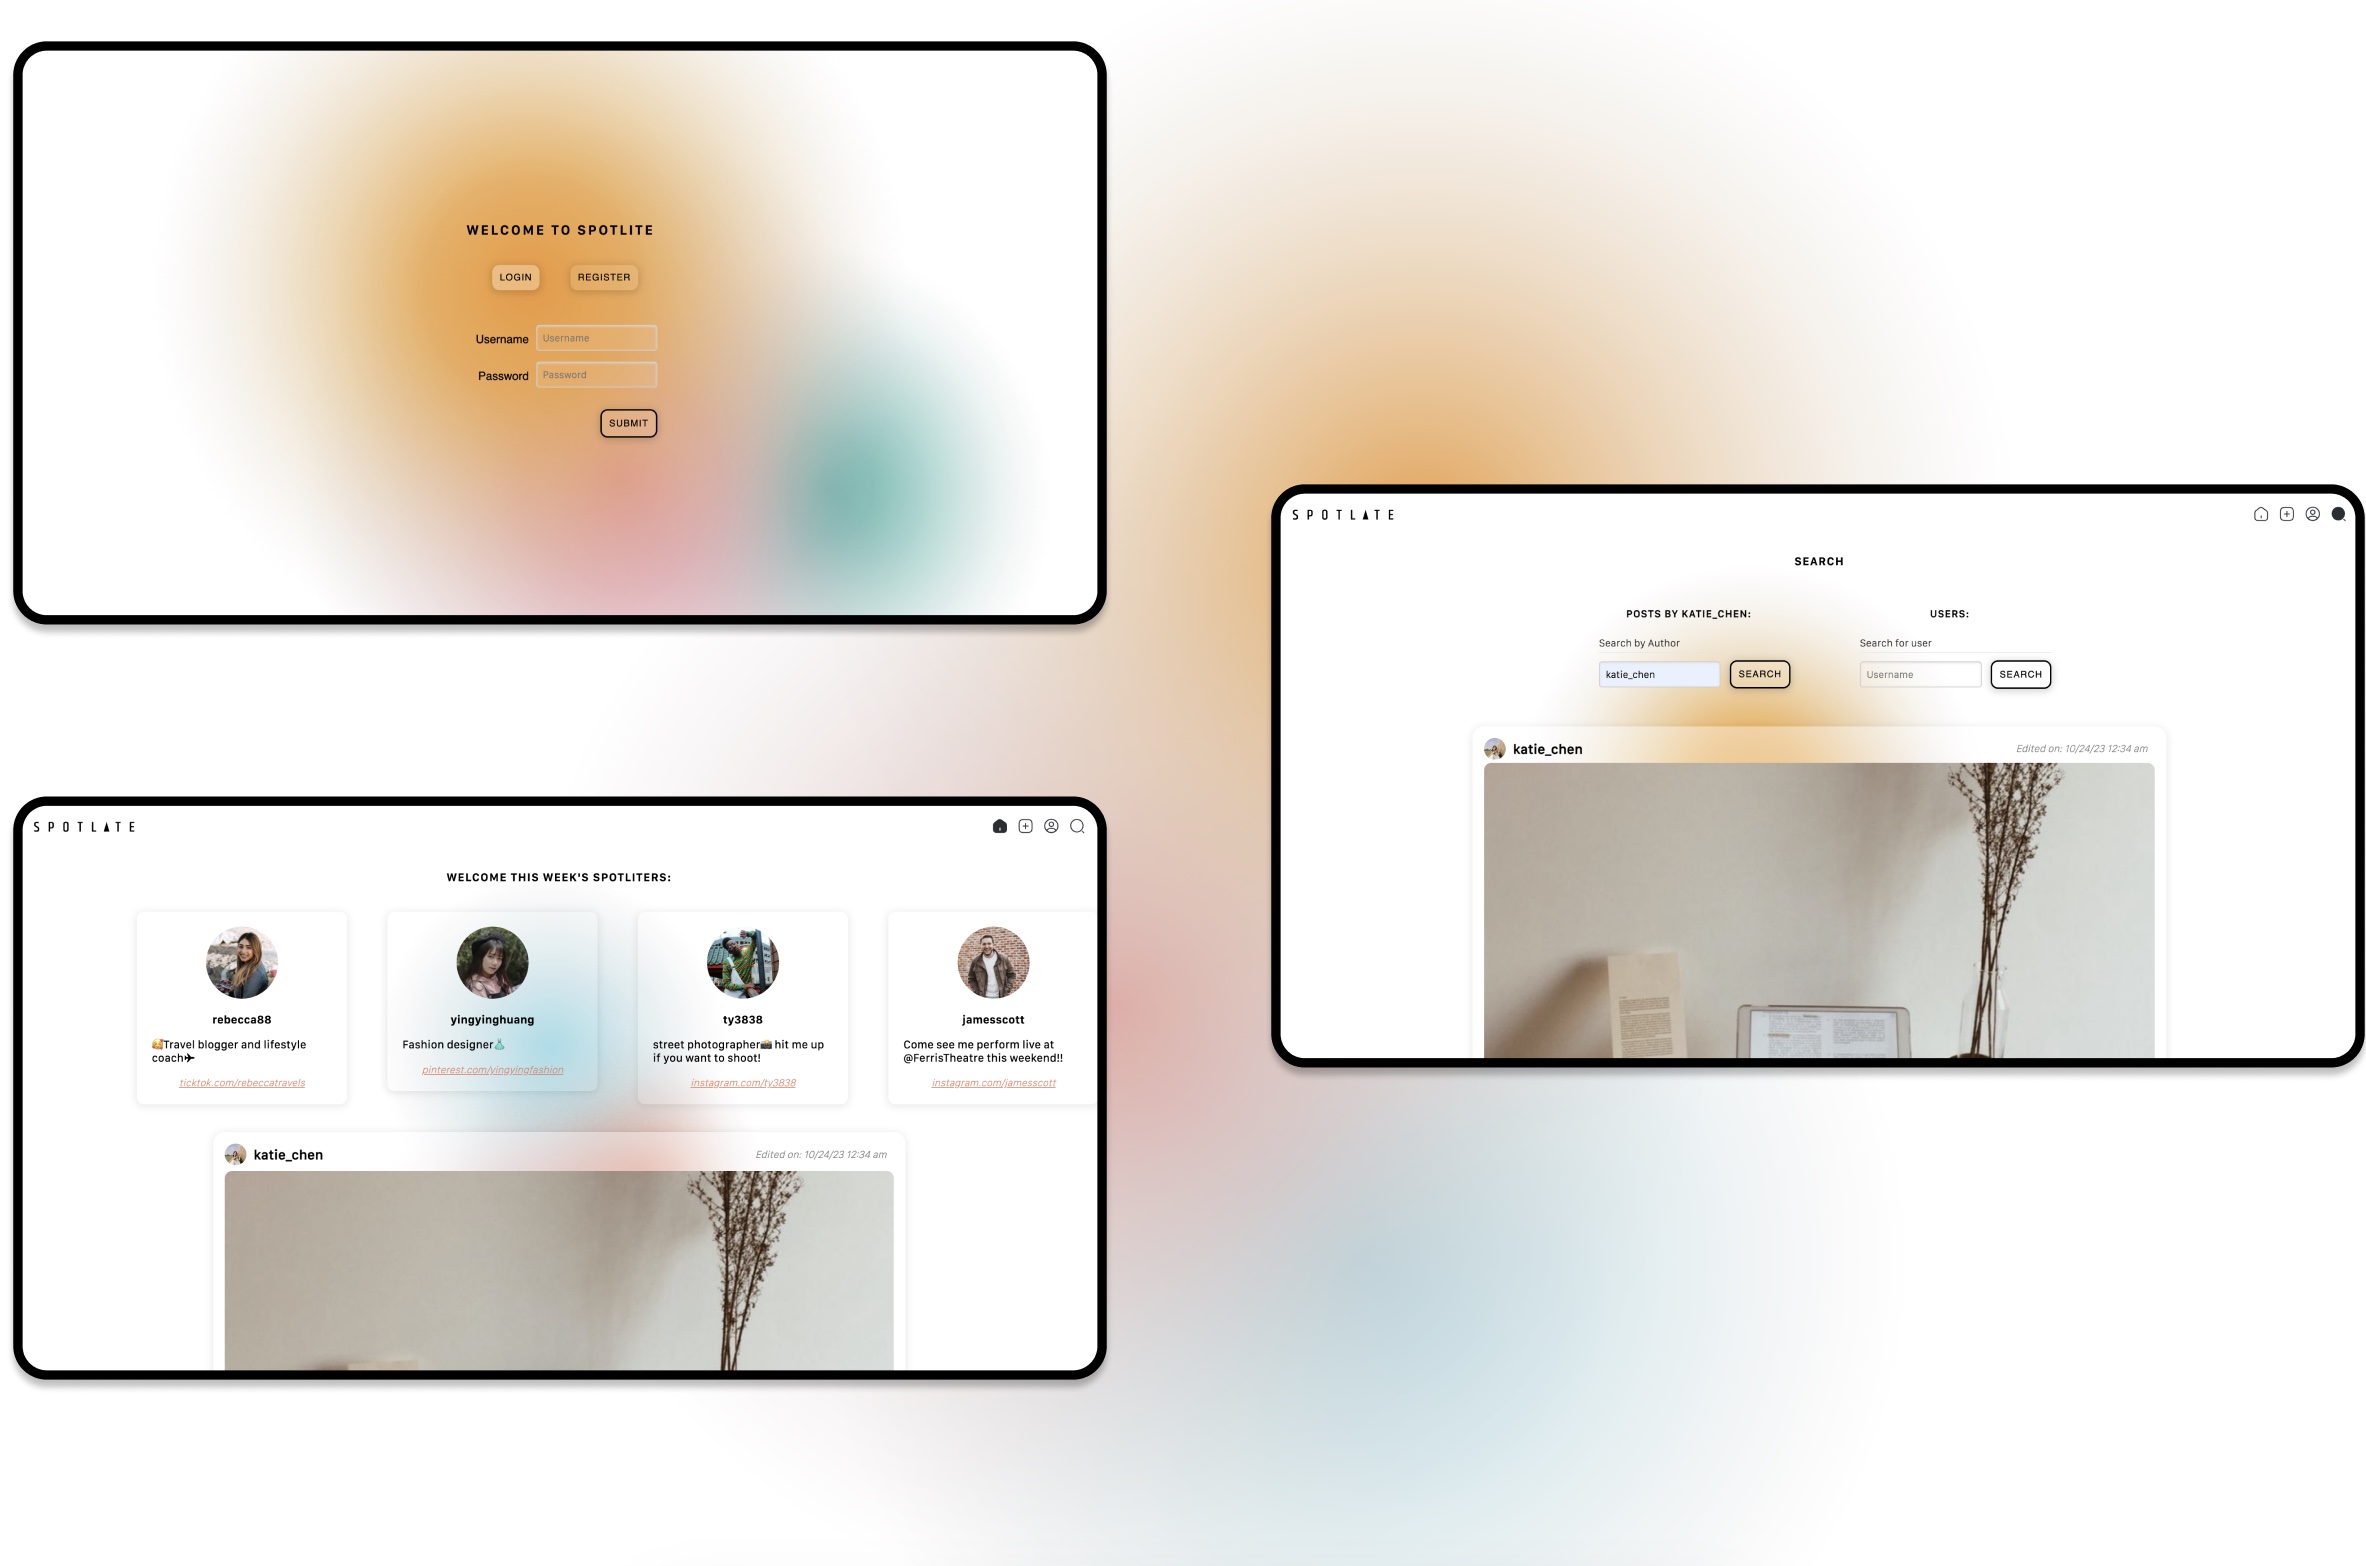 WELCOME TO SPOTLITE
LOGIN
REGISTER
Username
Username
Password
Password
SUBMIT
SPOTLATE
WELCOME THIS WEEK'S SPOTLITERS:
rebecca88
🥰Travel blogger and lifestyle
coach✈
ticktok.com/rebeccatravels
yingyinghuang
Fashion designer👗
pinterest.com/yingyingfashion
ty3838
street photographer📸 hit me up
if you want to shoot!
instagram.com/ty3838
jamesscott
Come see me perform live at
@FerrisTheatre this weekend!!
instagram.com/jamesscott
katie_chen
Edited on: 10/24/23 12:34 am
SPOTLATE
SEARCH
POSTS BY KATIE_CHEN:
Search by Author
katie_chen
SEARCH
USERS:
Search for user
Username
SEARCH
katie_chen
Edited on: 10/24/23 12:34 am